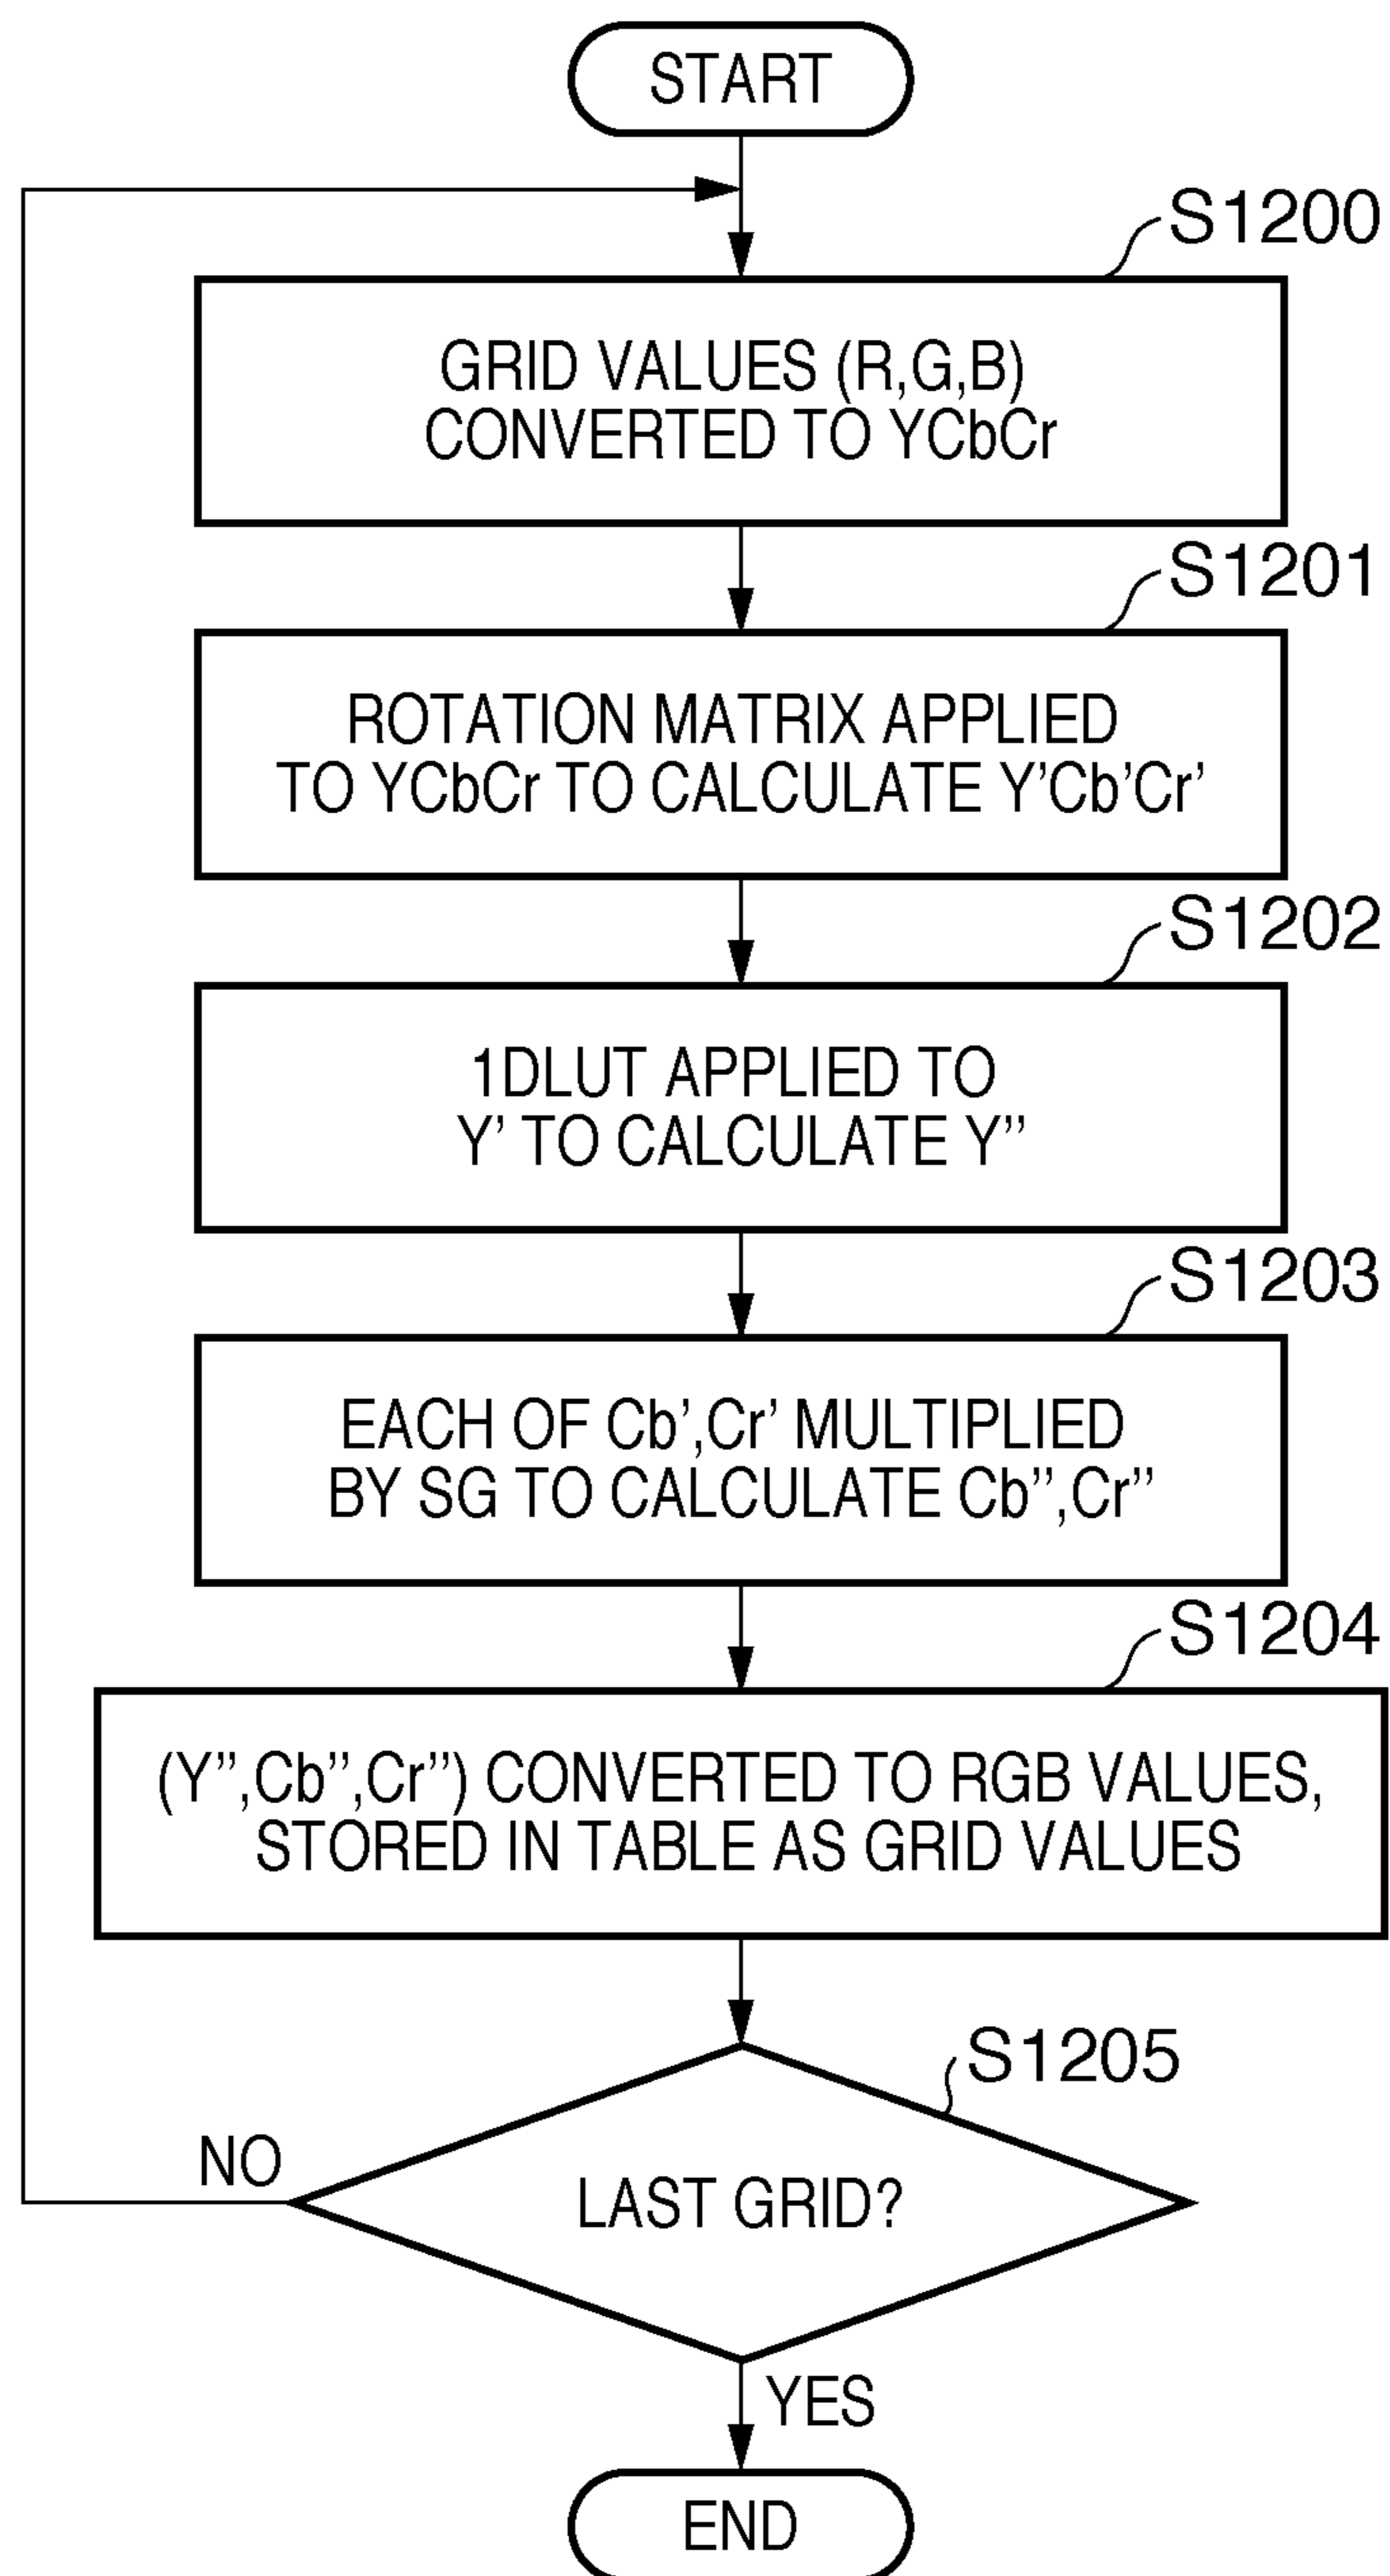 START
S1200
GRID VALUES (R,G,B)
CONVERTED TO YCbCr
S1201
ROTATION MATRIX APPLIED
TO YCbCr TO CALCULATE Y'Cb'Cr'
S1202
1DLUT APPLIED TO
Y' TO CALCULATE Y"
S1203
EACH OF Cb',Cr' MULTIPLIED
BY SG TO CALCULATE Cb",Cr"
S1204
(Y",Cb",Cr") CONVERTED TO RGB VALUES,
STORED IN TABLE AS GRID VALUES
S1205
NO
LAST GRID?
YES
END